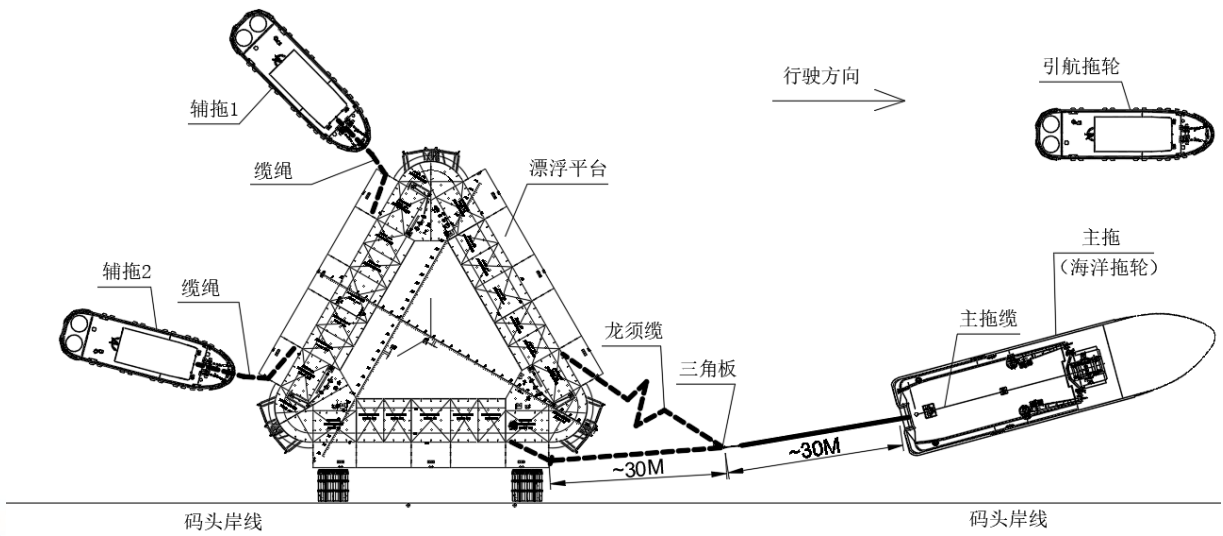 引航拖轮
行驶方向
辅拖1
缆绳
漂浮平台
主拖
（海洋拖轮）
辅拖2
缆绳
龙须缆
主拖缆
三角板
~30M
~30M
码头岸线
码头岸线